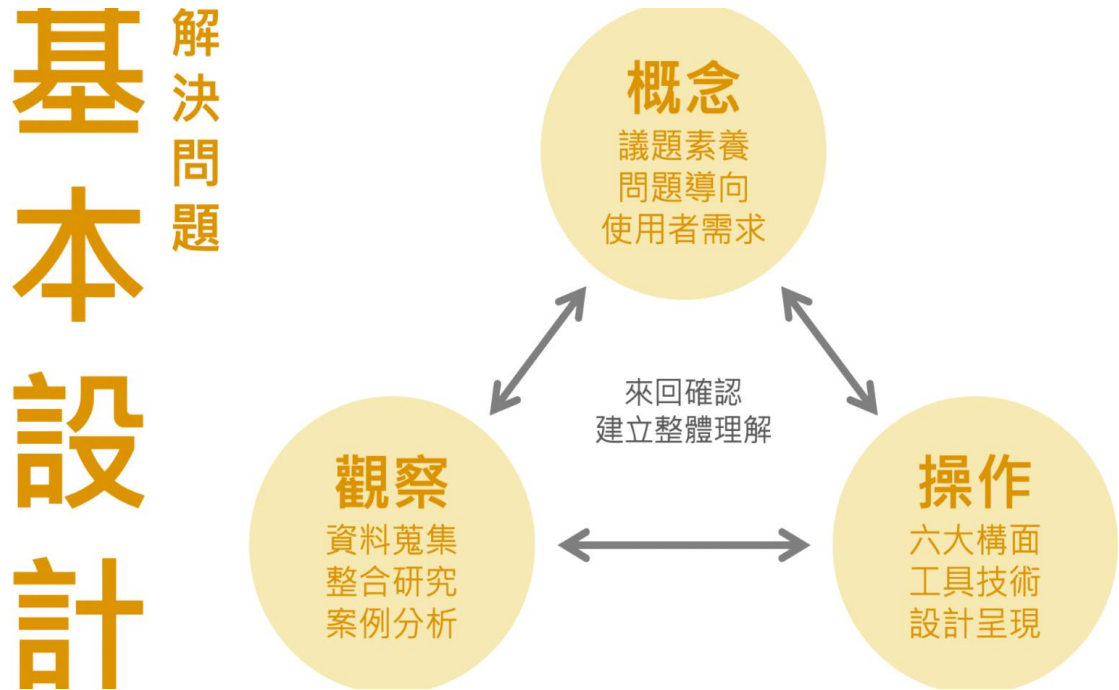 基本設計
解決問題
概念
議題素養
問題導向
使用者需求
來回確認
建立整體理解
觀察
資料蒐集
整合研究
案例分析
操作
六大構面
工具技術
設計呈現